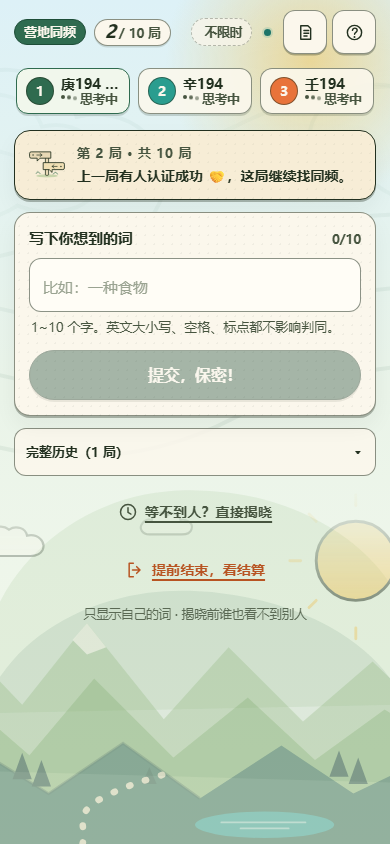 营地同频 2 / 10 局 不限时
1 庚194 ... 思考中
2 辛194 思考中
3 壬194 思考中
第 2 局 · 共 10 局
上一局有人认证成功 🤝，这局继续找同频。
写下你想到的词 0/10
比如：一种食物
1~10 个字。英文大小写、空格、标点都不影响判同。
提交，保密！
完整历史（1 局）
等不到人？直接揭晓
提前结束，看结算
只显示自己的词 · 揭晓前谁也看不到别人